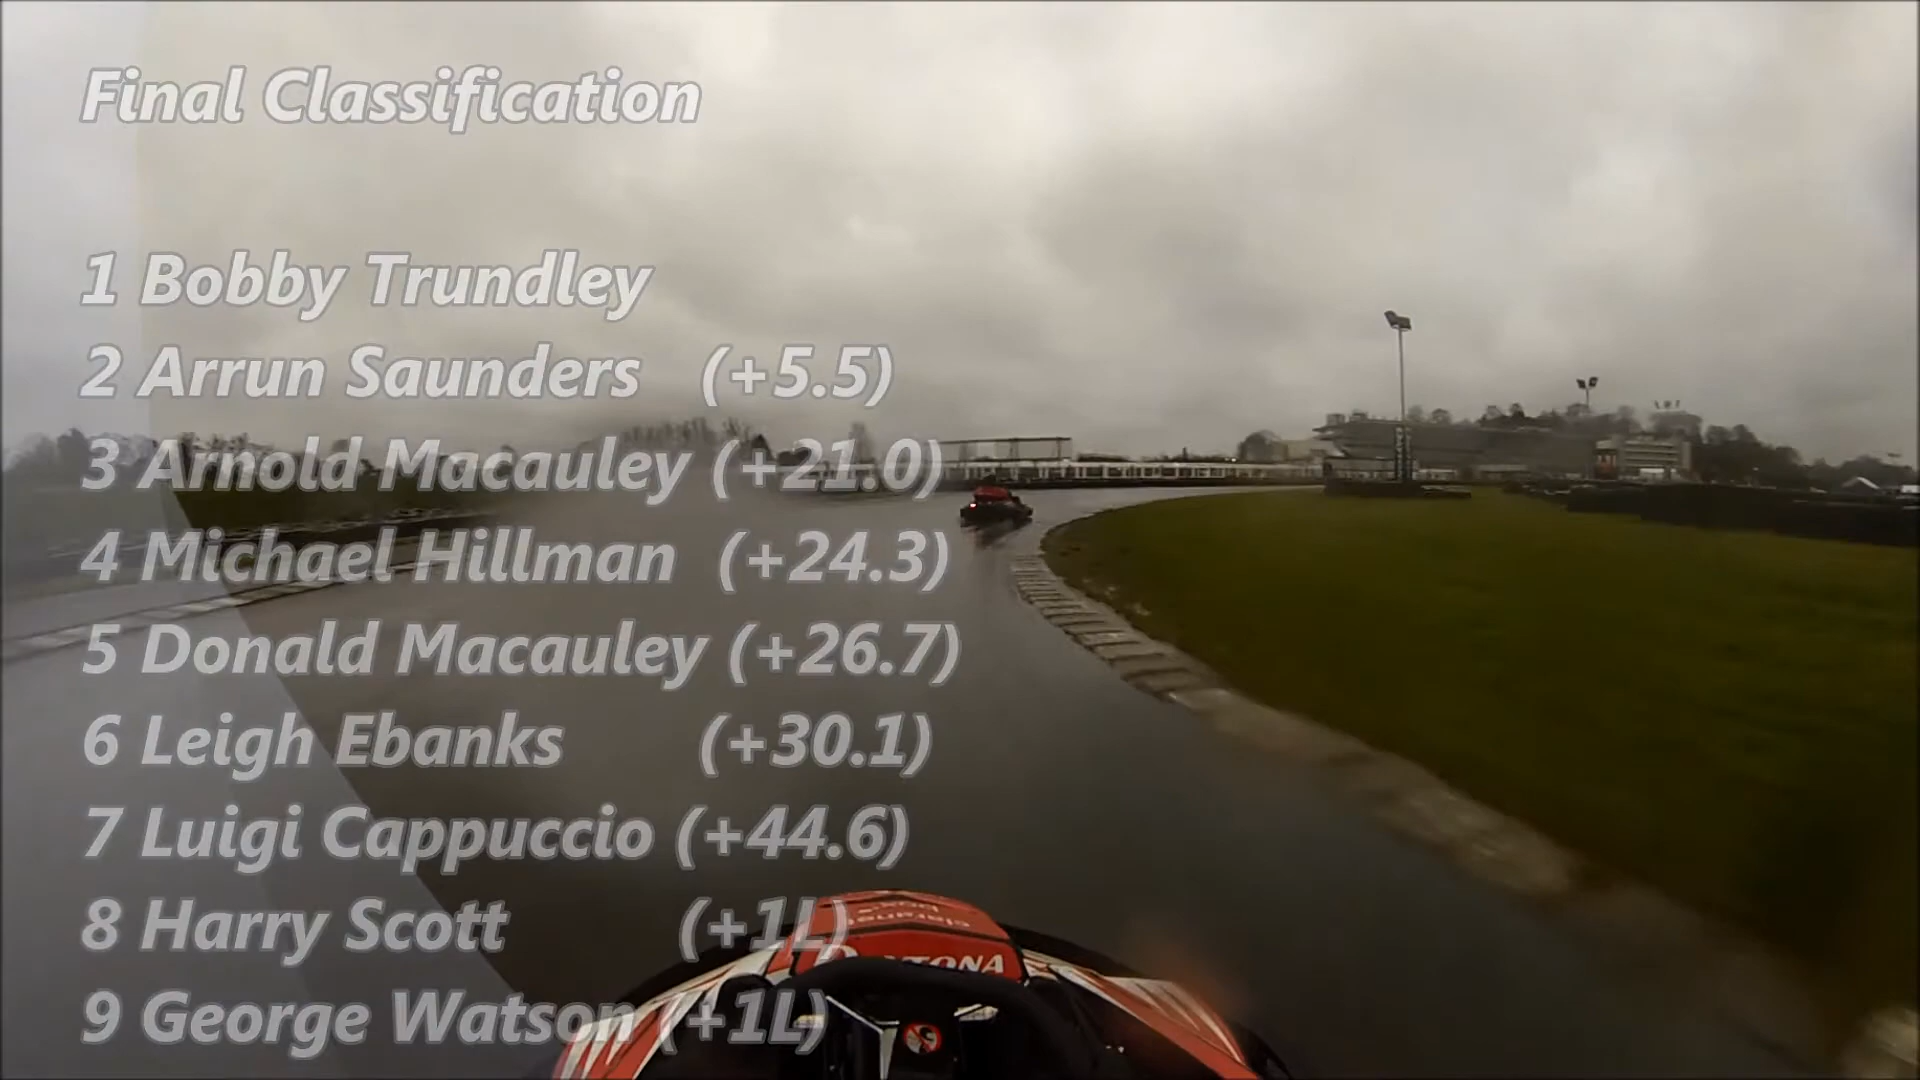 Final Classification
1 Bobby Trundley
2 Arrun Saunders (+5.5)
3 Arnold Macauley (+21.0)
4 Michael Hillman (+24.3)
5 Donald Macauley (+26.7)
6 Leigh Ebanks (+30.1)
7 Luigi Cappuccio (+44.6)
8 Harry Scott (+1L)
9 George Watson (+1L)
DAYTONA